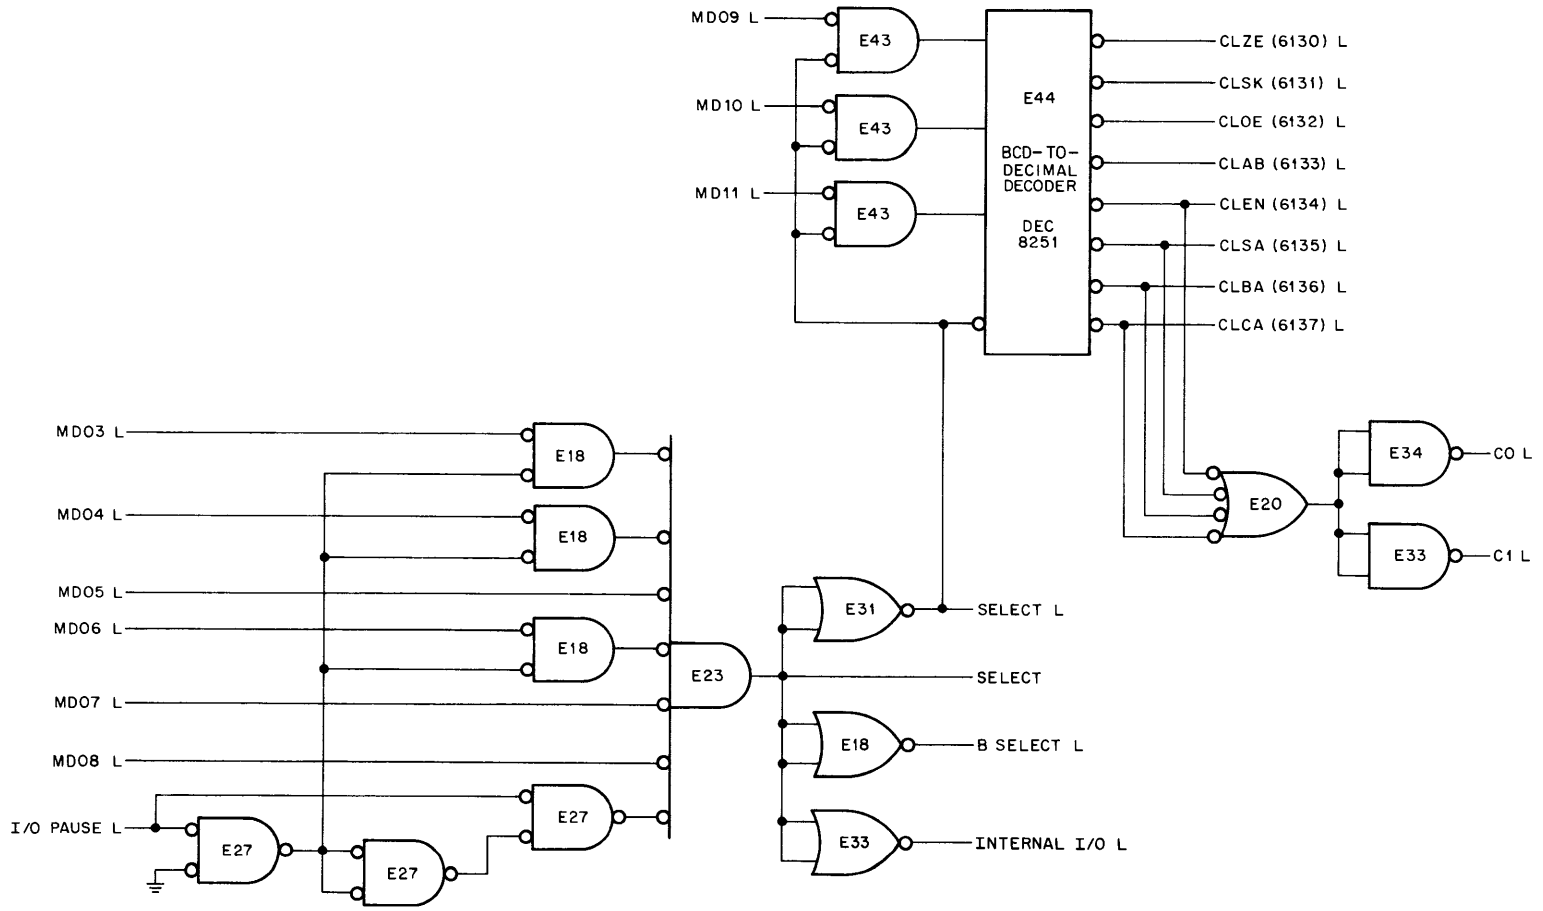 MD09 L
E43
MD10 L
E43
MD11 L
E43
E44
BCD-TO-
DECIMAL
DECODER
DEC
8251
CLZE (6130) L
CLSK (6131) L
CLOE (6132) L
CLAB (6133) L
CLEN (6134) L
CLSA (6135) L
CLBA (6136) L
CLCA (6137) L
MD03 L
E18
MD04 L
E18
MD05 L
MD06 L
E18
MD07 L
MD08 L
I/O PAUSE L
E27
E27
E27
E23
E31
SELECT L
SELECT
E18
B SELECT L
E33
INTERNAL I/O L
E20
E34
C0 L
E33
C1 L